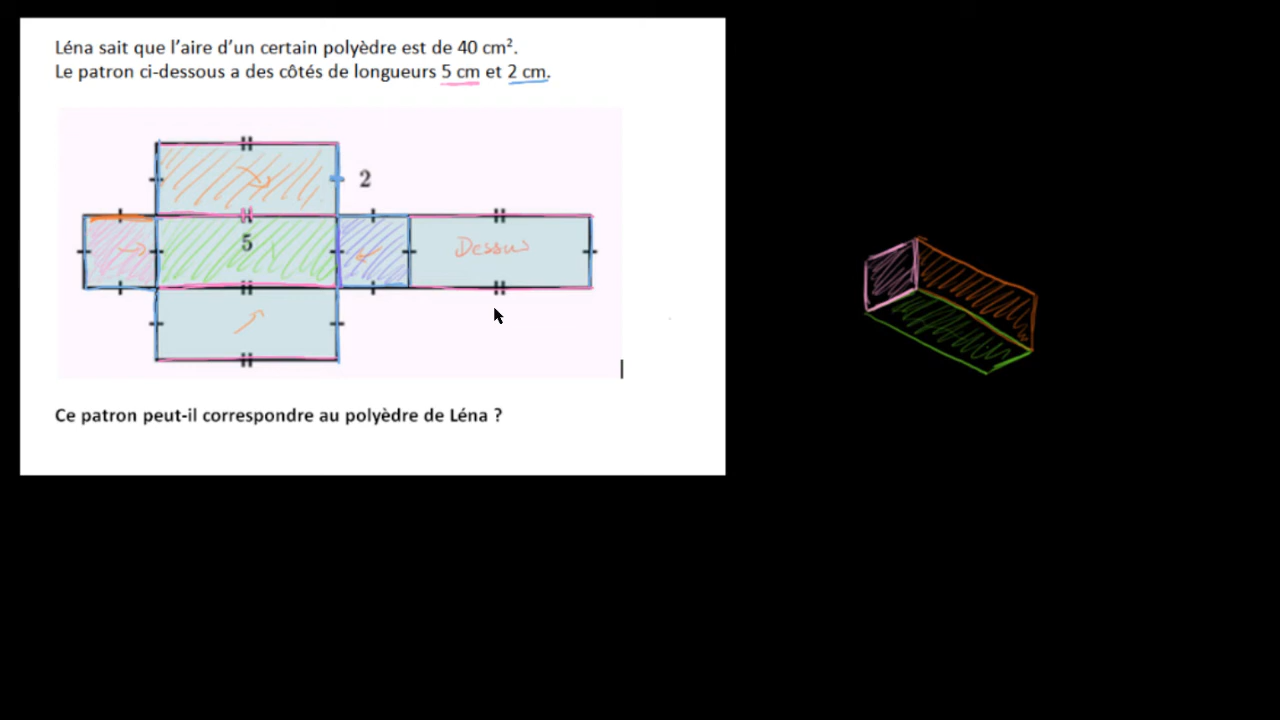 Léna sait que l’aire d’un certain polyèdre est de 40 cm².
Le patron ci-dessous a des côtés de longueurs 5 cm et 2 cm.
2
5
Dessus
Ce patron peut-il correspondre au polyèdre de Léna ?